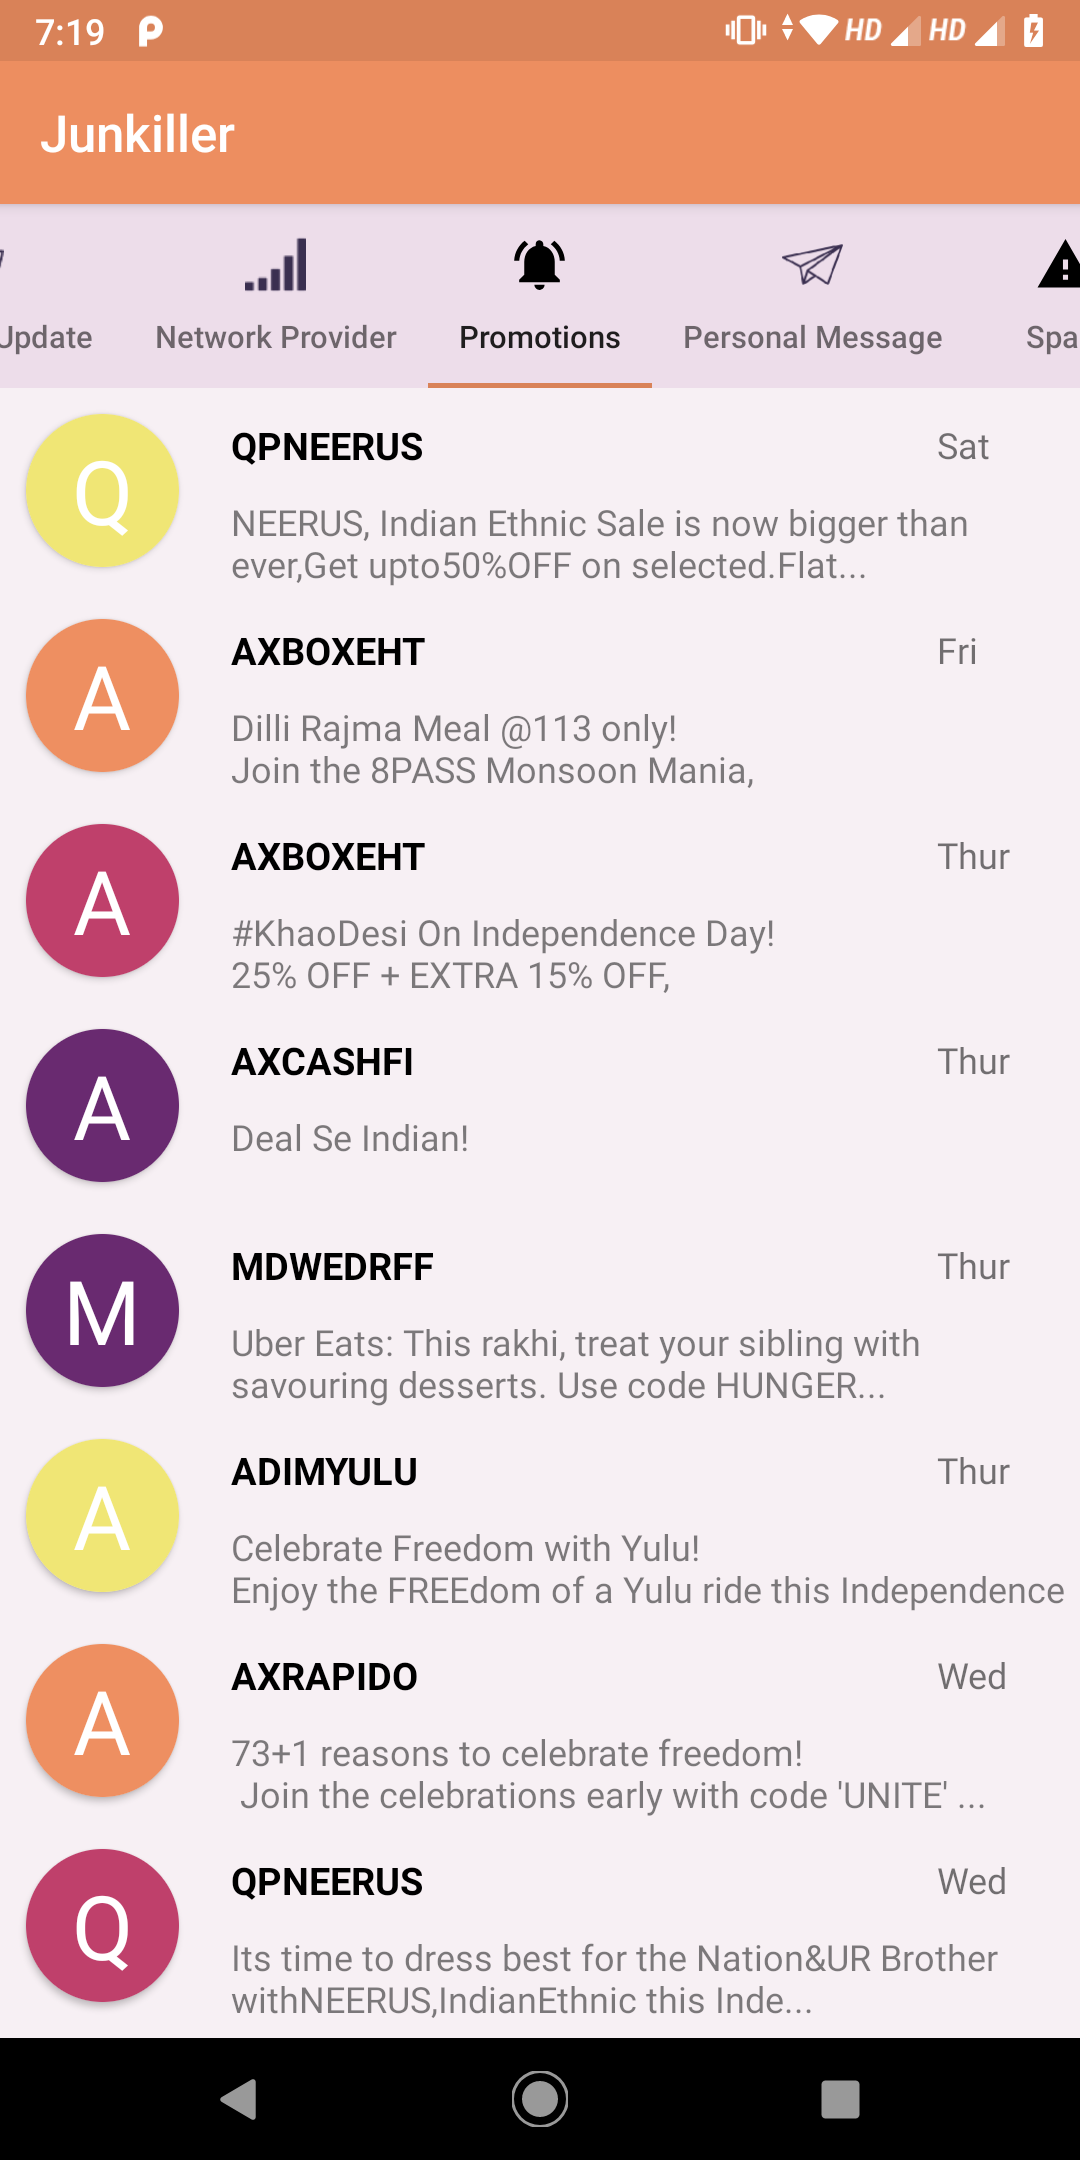 7:19
HD HD
Junkiller
Update Network Provider Promotions Personal Message Spa
Q
QPNEERUS Sat
NEERUS, Indian Ethnic Sale is now bigger than
ever,Get upto50%OFF on selected.Flat...
A
AXBOXEHT Fri
Dilli Rajma Meal @113 only!
Join the 8PASS Monsoon Mania,
A
AXBOXEHT Thur
#KhaoDesi On Independence Day!
25% OFF + EXTRA 15% OFF,
A
AXCASHFI Thur
Deal Se Indian!
M
MDWEDRFF Thur
Uber Eats: This rakhi, treat your sibling with
savouring desserts. Use code HUNGER...
A
ADIMYULU Thur
Celebrate Freedom with Yulu!
Enjoy the FREEdom of a Yulu ride this Independence
A
AXRAPIDO Wed
73+1 reasons to celebrate freedom!
Join the celebrations early with code 'UNITE' ...
Q
QPNEERUS Wed
Its time to dress best for the Nation&UR Brother
withNEERUS,IndianEthnic this Inde...